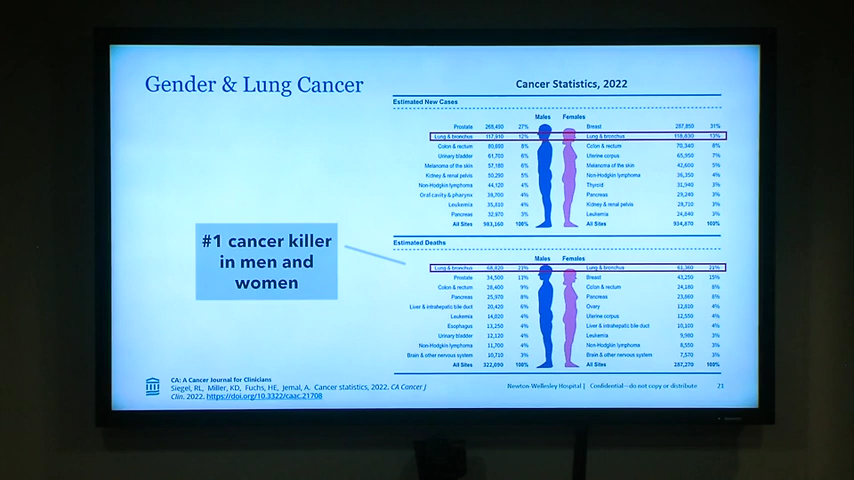 Gender & Lung Cancer
Cancer Statistics, 2022
Estimated New Cases
Males Females
Prostate 268,490 27% Breast 287,850 31%
Lung & bronchus 117,910 12% Lung & bronchus 118,830 13%
Colon & rectum 80,690 8% Colon & rectum 70,340 8%
Urinary bladder 61,700 6% Uterine corpus 65,950 7%
Melanoma of the skin 57,180 6% Melanoma of the skin 42,600 5%
Kidney & renal pelvis 50,290 5% Non-Hodgkin lymphoma 36,350 4%
Non-Hodgkin lymphoma 44,120 4% Thyroid 31,940 3%
Oral cavity & pharynx 38,700 4% Pancreas 29,240 3%
Leukemia 35,810 4% Kidney & renal pelvis 28,710 3%
Pancreas 32,970 3% Leukemia 24,840 3%
All Sites 983,160 100% All Sites 934,870 100%
#1 cancer killer
in men and
women
Estimated Deaths
Males Females
Lung & bronchus 68,820 21% Lung & bronchus 61,360 21%
Prostate 34,500 11% Breast 43,250 15%
Colon & rectum 28,400 9% Colon & rectum 24,180 8%
Pancreas 25,970 8% Pancreas 23,860 8%
Liver & intrahepatic bile duct 20,420 6% Ovary 12,810 4%
Leukemia 14,020 4% Uterine corpus 12,550 4%
Esophagus 13,250 4% Liver & intrahepatic bile duct 10,100 4%
Urinary bladder 12,120 4% Leukemia 9,980 3%
Non-Hodgkin lymphoma 11,700 4% Non-Hodgkin lymphoma 8,550 3%
Brain & other nervous system 10,710 3% Brain & other nervous system 7,570 3%
All Sites 322,090 100% All Sites 287,270 100%
CA: A Cancer Journal for Clinicians
Siegel, RL, Miller, KD, Fuchs, HE, Jemal, A. Cancer statistics, 2022. CA Cancer J
Clin. 2022. https://doi.org/10.3322/caac.21708
Newton-Wellesley Hospital | Confidential—do not copy or distribute 21